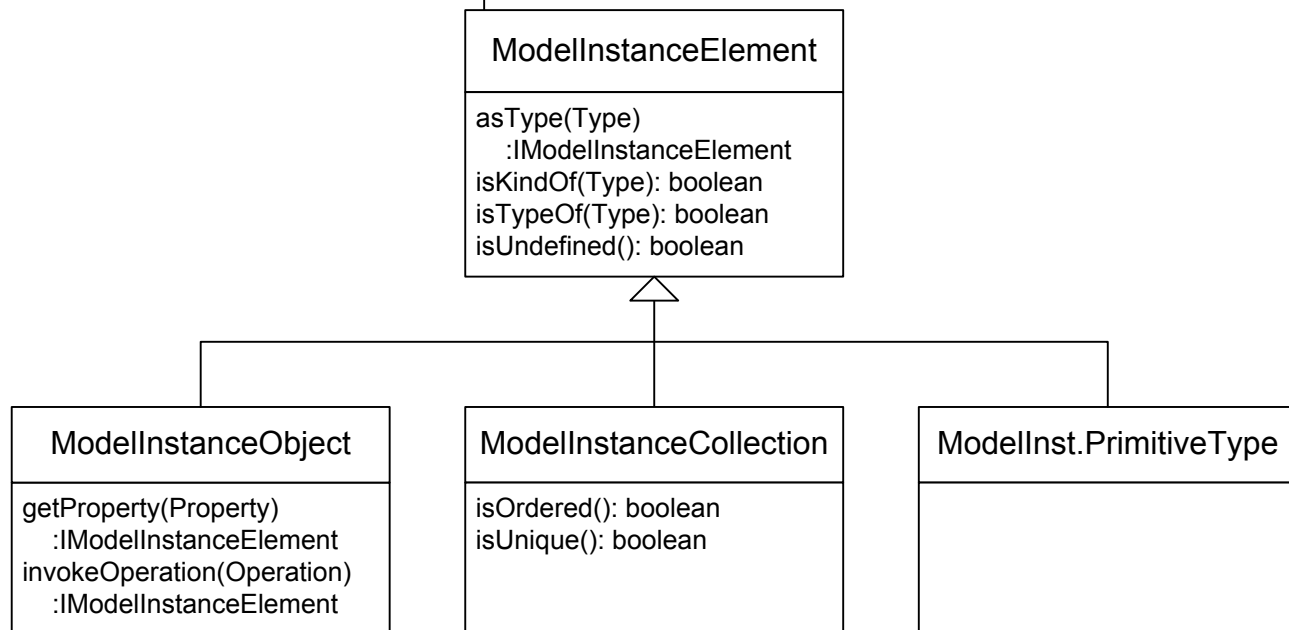 ModelInstanceElement
asType(Type)
:IModelInstanceElement
isKindOf(Type): boolean
isTypeOf(Type): boolean
isUndefined(): boolean
ModelInstanceObject
getProperty(Property)
:IModelInstanceElement
invokeOperation(Operation)
:IModelInstanceElement
ModelInstanceCollection
isOrdered(): boolean
isUnique(): boolean
ModelInst.PrimitiveType